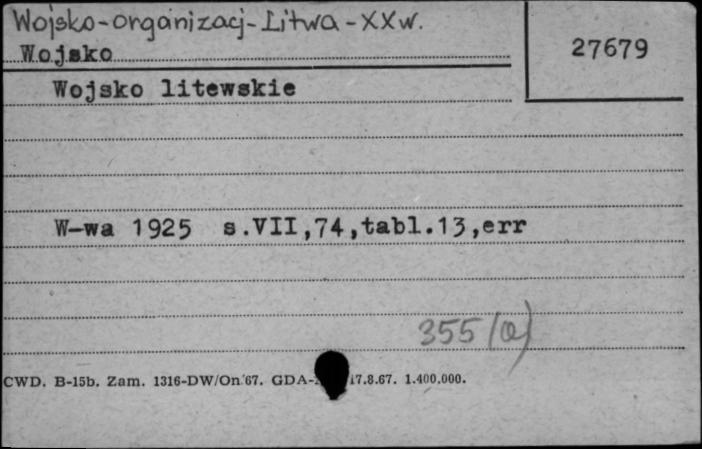 Wojsko-organizacj-Litwa-XXw.
Wojsko
27679
Wojsko litewskie
W-wa 1925 s.VII,74,tabl.13,err
355 (a)
CWD. B-15b. Zam. 1316-DW/On/67. GDA- 17.8.67. 1.400.000.